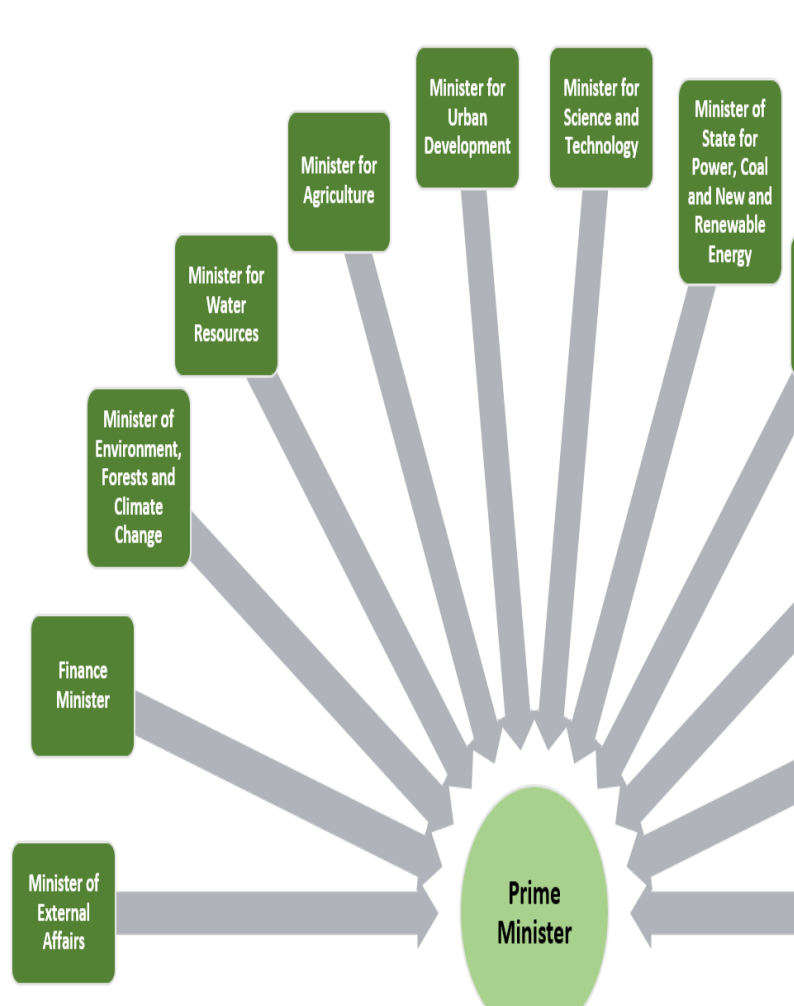 Minister for
Urban
Development
Minister for
Science and
Technology
Minister of
State for
Power, Coal
and New and
Renewable
Energy
Minister for
Agriculture
Minister for
Water
Resources
Minister of
Environment,
Forests and
Climate
Change
Finance
Minister
Minister of
External
Affairs
Prime
Minister